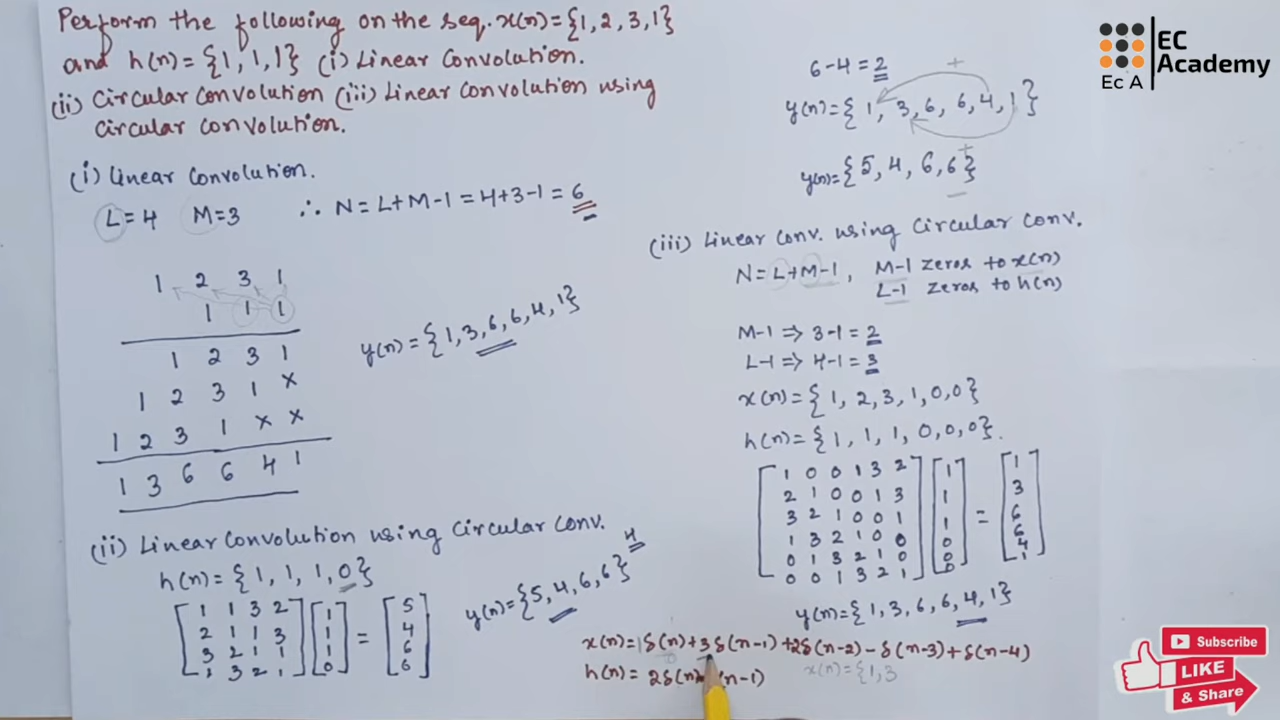 Perform the following on the seq. x(n)={1, 2, 3, 1}
and h(n)={1, 1, 1} (i) Linear Convolution.
(ii) Circular Convolution (iii) Linear Convolution using
Circular Convolution.
(i) Linear Convolution.
L=4 M=3 ∴ N=L+M-1=4+3-1=6
1 2 3 1
1 1 1
1 2 3 1
1 2 3 1 x
1 2 3 1 x x
1 3 6 6 4 1
y(n)={1, 3, 6, 6, 4, 1}
(ii) Linear Convolution using Circular Conv.
h(n)={1, 1, 1, 0}
[1 1 3 2] [1] [5]
[2 1 1 3] [1] [4]
[3 2 1 1] [1] = [6]
[1 3 2 1] [0] [6]
y(n)={5, 4, 6, 6} 4
6-4=2
y(n)={1, 3, 6, 6, 4, 1}
+
+
y(n)={5, 4, 6, 6}
(iii) Linear Conv. using Circular Conv.
N=L+M-1, M-1 zeros to x(n)
L-1 zeros to h(n)
M-1 => 3-1=2
L-1 => 4-1=3
x(n)={1, 2, 3, 1, 0, 0}
h(n)={1, 1, 1, 0, 0, 0}.
[1 0 0 1 3 2] [1] [1]
[2 1 0 0 1 3] [1] [3]
[3 2 1 0 0 1] [1] = [6]
[1 3 2 1 0 0] [0] [6]
[0 1 3 2 1 0] [0] [4]
[0 0 1 3 2 1] [0] [1]
y(n)={1, 3, 6, 6, 4, 1}
x(n)=1δ(n)+3δ(n-1)+2δ(n-2)-δ(n-3)+δ(n-4)
h(n)=2δ(n) (n-1) x(n)={1, 3
EC
Academy
Ec A
Subscribe
LIKE
& Share